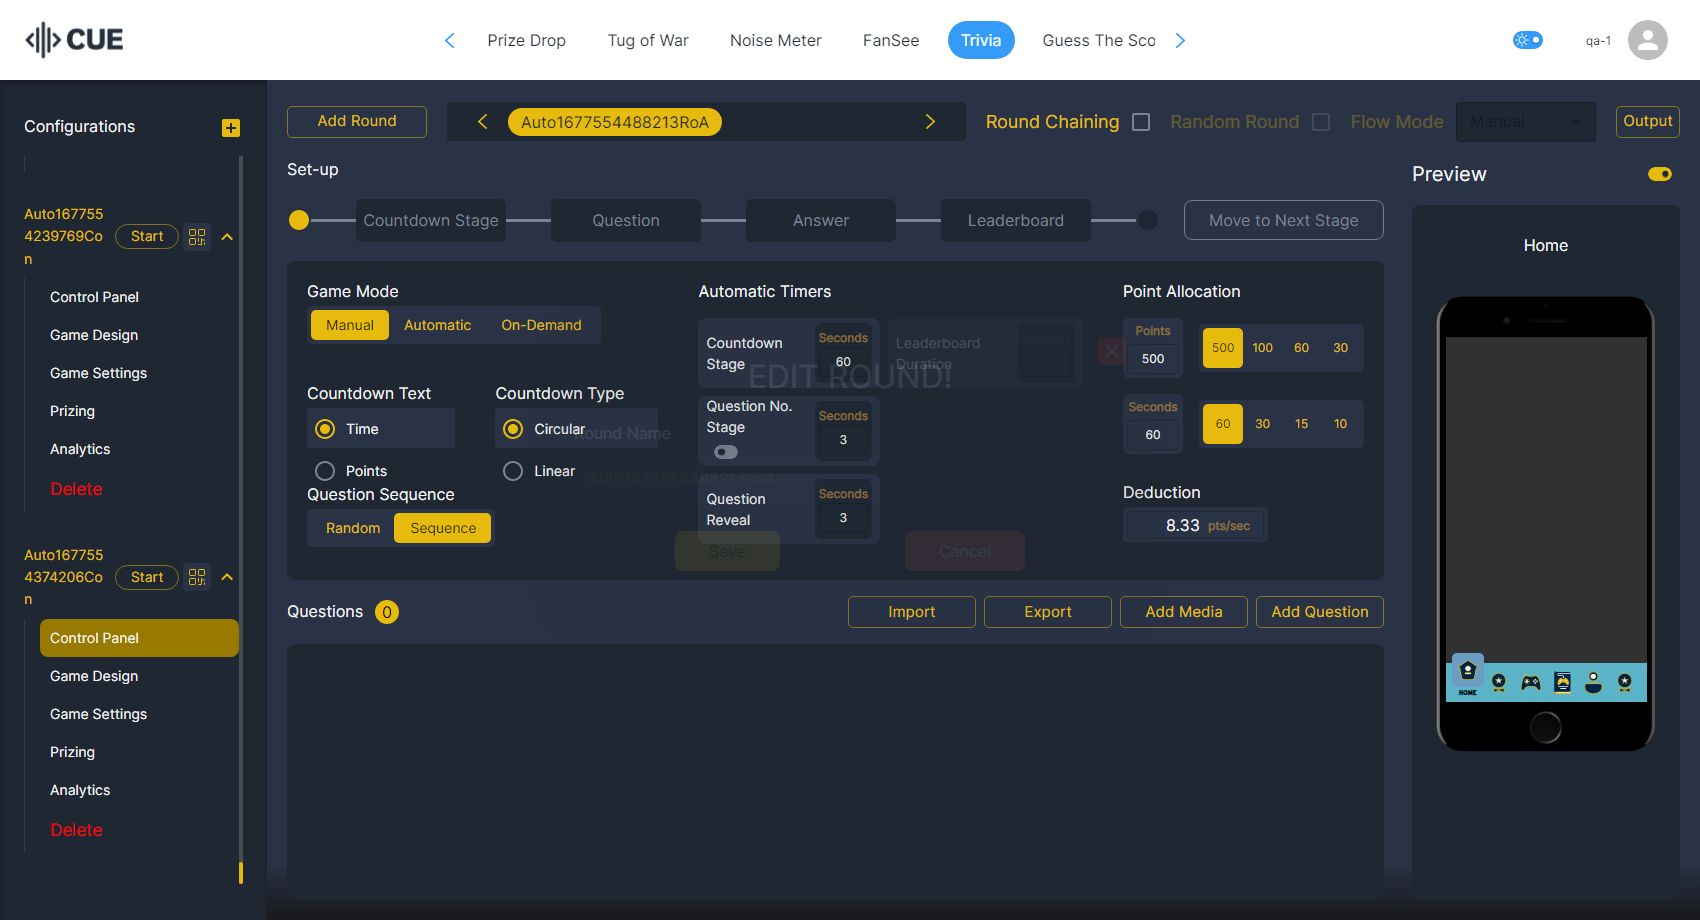 CUE
Prize Drop
Tug of War
Noise Meter
FanSee
Trivia
Guess The Sco
qa-1
Configurations
Auto167755
4239769Co
n
Start
Control Panel
Game Design
Game Settings
Prizing
Analytics
Delete
Auto167755
4374206Co
n
Start
Control Panel
Game Design
Game Settings
Prizing
Analytics
Delete
Add Round
Auto1677554488213RoA
Round Chaining
Random Round
Flow Mode
Manual
Output
Set-up
Countdown Stage
Question
Answer
Leaderboard
Move to Next Stage
Game Mode
Manual
Automatic
On-Demand
Countdown Text
Time
Points
Countdown Type
Circular
Linear
Question Sequence
Random
Sequence
Automatic Timers
Countdown
Stage
Seconds
60
Leaderboard
Duration
Question No.
Stage
Seconds
3
Question
Reveal
Seconds
3
Point Allocation
Points
500
500
100
60
30
Seconds
60
60
30
15
10
Deduction
8.33 pts/sec
EDIT ROUND!
Round Name
Auto1677554488213RoA
Save
Cancel
Questions
0
Import
Export
Add Media
Add Question
Preview
Home
HOME